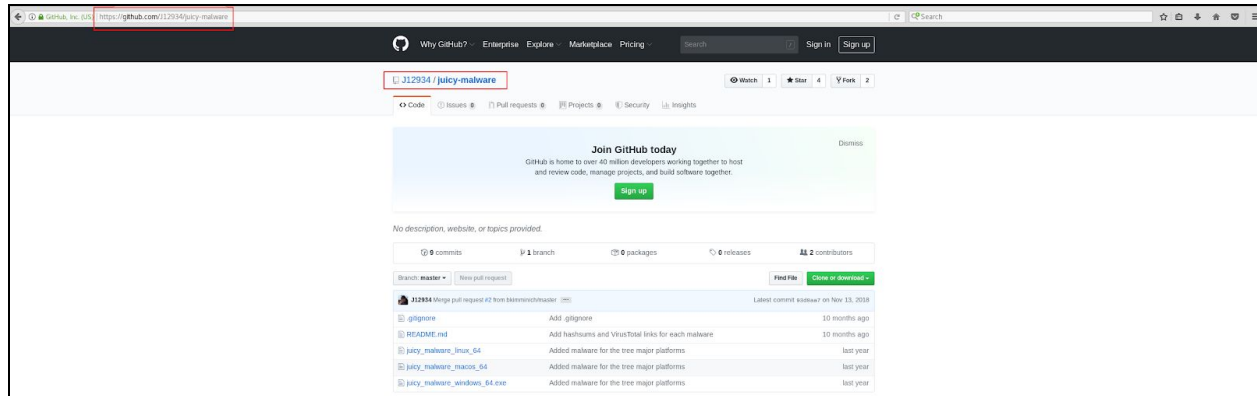 GitHub, Inc. (US) https://github.com/J12934/juicy-malware Search
Why GitHub? Enterprise Explore Marketplace Pricing Search / Sign in Sign up
J12934 / juicy-malware Watch 1 Star 4 Fork 2
Code Issues 0 Pull requests 0 Projects 0 Security Insights
Dismiss
Join GitHub today
GitHub is home to over 40 million developers working together to host
and review code, manage projects, and build software together.
Sign up
No description, website, or topics provided.
9 commits 1 branch 0 packages 0 releases 2 contributors
Branch: master New pull request Find File Clone or download
J12934 Merge pull request #2 from bkimminich/master Latest commit on Nov 13, 2018
.gitignore Add .gitignore 10 months ago
README.md Add hashsums and VirusTotal links for each malware 10 months ago
juicy_malware_linux_64 Added malware for the tree major platforms last year
juicy_malware_macos_64 Added malware for the tree major platforms last year
juicy_malware_windows_64.exe Added malware for the tree major platforms last year